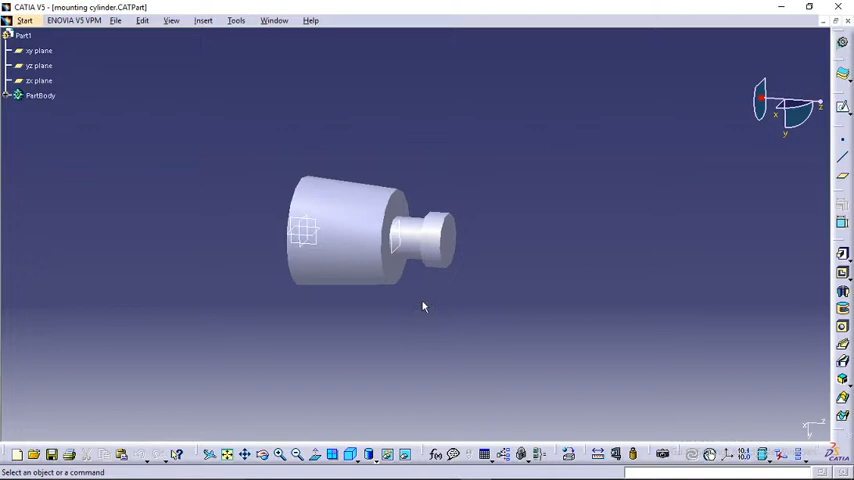 CATIA V5 - [mounting cylinder.CATPart]
Start ENOVIA V5 VPM File Edit View Insert Tools Window Help
Part1
xy plane
yz plane
zx plane
PartBody
z
x
y
x z
CATIA
Select an object or a command